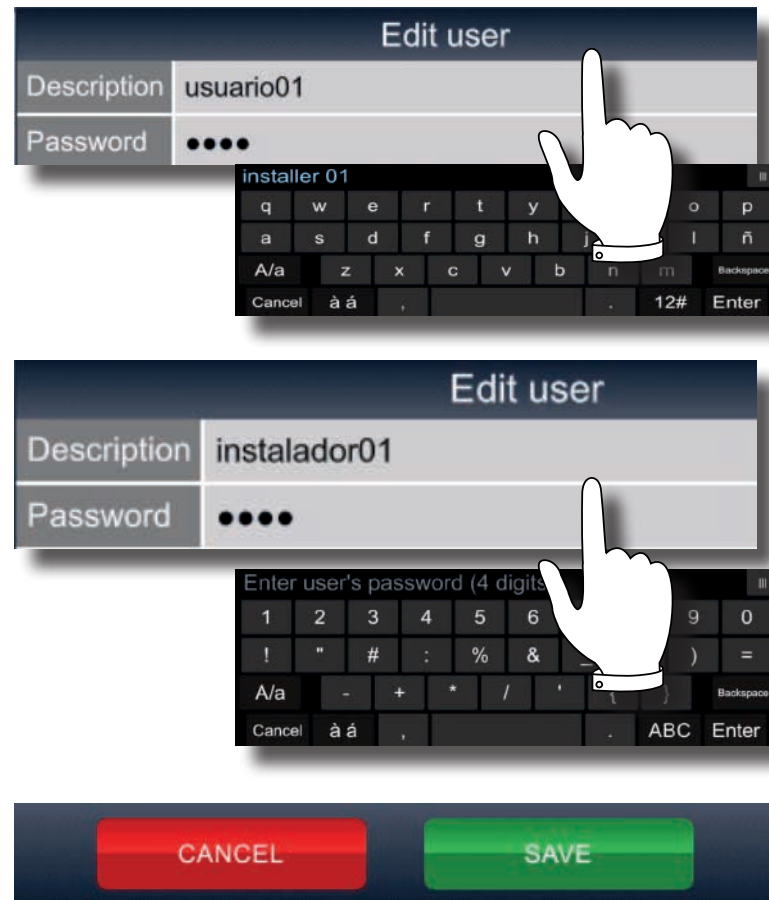 Edit user
Description usuario01
Password ••••
installer 01
q w e r t y o p
a s d f g h j l ñ
A/a z x c v b n m Backspace
Cancel à á , . 12# Enter
Edit user
Description instalador01
Password ••••
Enter user's password (4 digits
1 2 3 4 5 6 9 0
! " # : % & _ ) =
A/a - + * / ' { } Backspace
Cancel à á , . ABC Enter
CANCEL SAVE